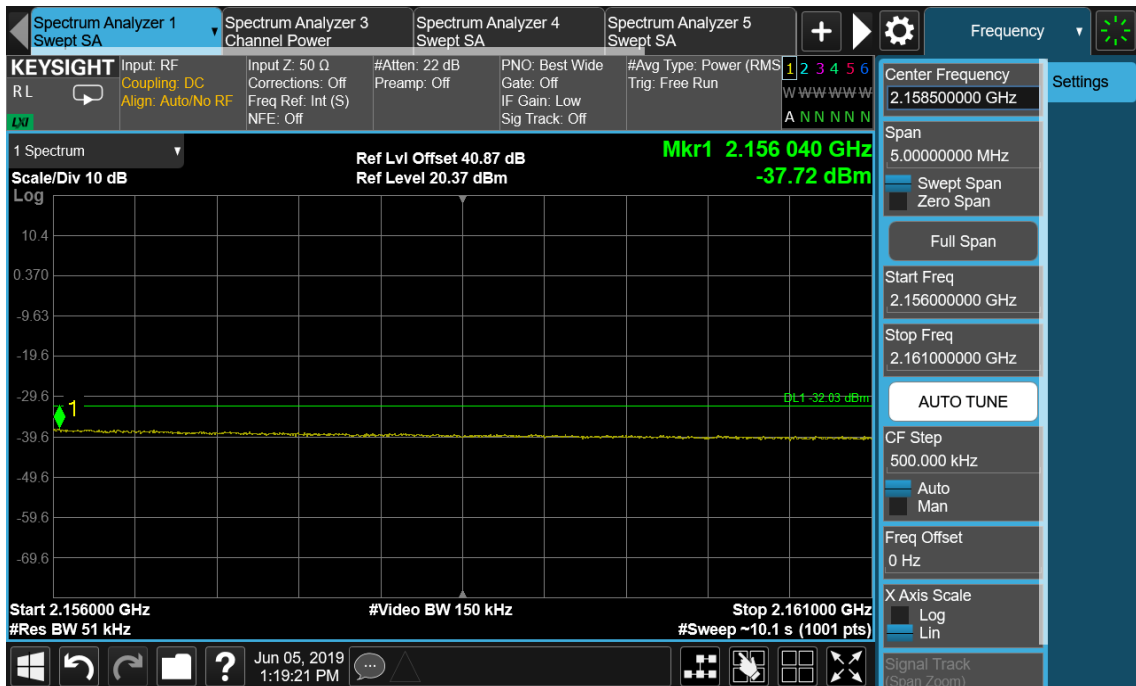 Spectrum Analyzer 1
Swept SA
Spectrum Analyzer 3
Channel Power
Spectrum Analyzer 4
Swept SA
Spectrum Analyzer 5
Swept SA
+
Frequency
KEYSIGHT
R L
LXI
Input: RF
Coupling: DC
Align: Auto/No RF
Input Z: 50 Ω
Corrections: Off
Freq Ref: Int (S)
NFE: Off
#Atten: 22 dB
Preamp: Off
PNO: Best Wide
Gate: Off
IF Gain: Low
Sig Track: Off
#Avg Type: Power (RMS
Trig: Free Run
1 2 3 4 5 6
W W W W W W
A N N N N N
1 Spectrum
Scale/Div 10 dB
Log
Ref Lvl Offset 40.87 dB
Ref Level 20.37 dBm
Mkr1 2.156 040 GHz
-37.72 dBm
10.4
0.370
-9.63
-19.6
-29.6
-39.6
-49.6
-59.6
-69.6
1
DL1 -32.03 dBm
Start 2.156000 GHz
#Res BW 51 kHz
#Video BW 150 kHz
Stop 2.161000 GHz
#Sweep ~10.1 s (1001 pts)
Center Frequency
2.158500000 GHz
Span
5.00000000 MHz
Swept Span
Zero Span
Full Span
Start Freq
2.156000000 GHz
Stop Freq
2.161000000 GHz
AUTO TUNE
CF Step
500.000 kHz
Auto
Man
Freq Offset
0 Hz
X Axis Scale
Log
Lin
Signal Track
(Span Zoom)
Settings
?
Jun 05, 2019
1:19:21 PM